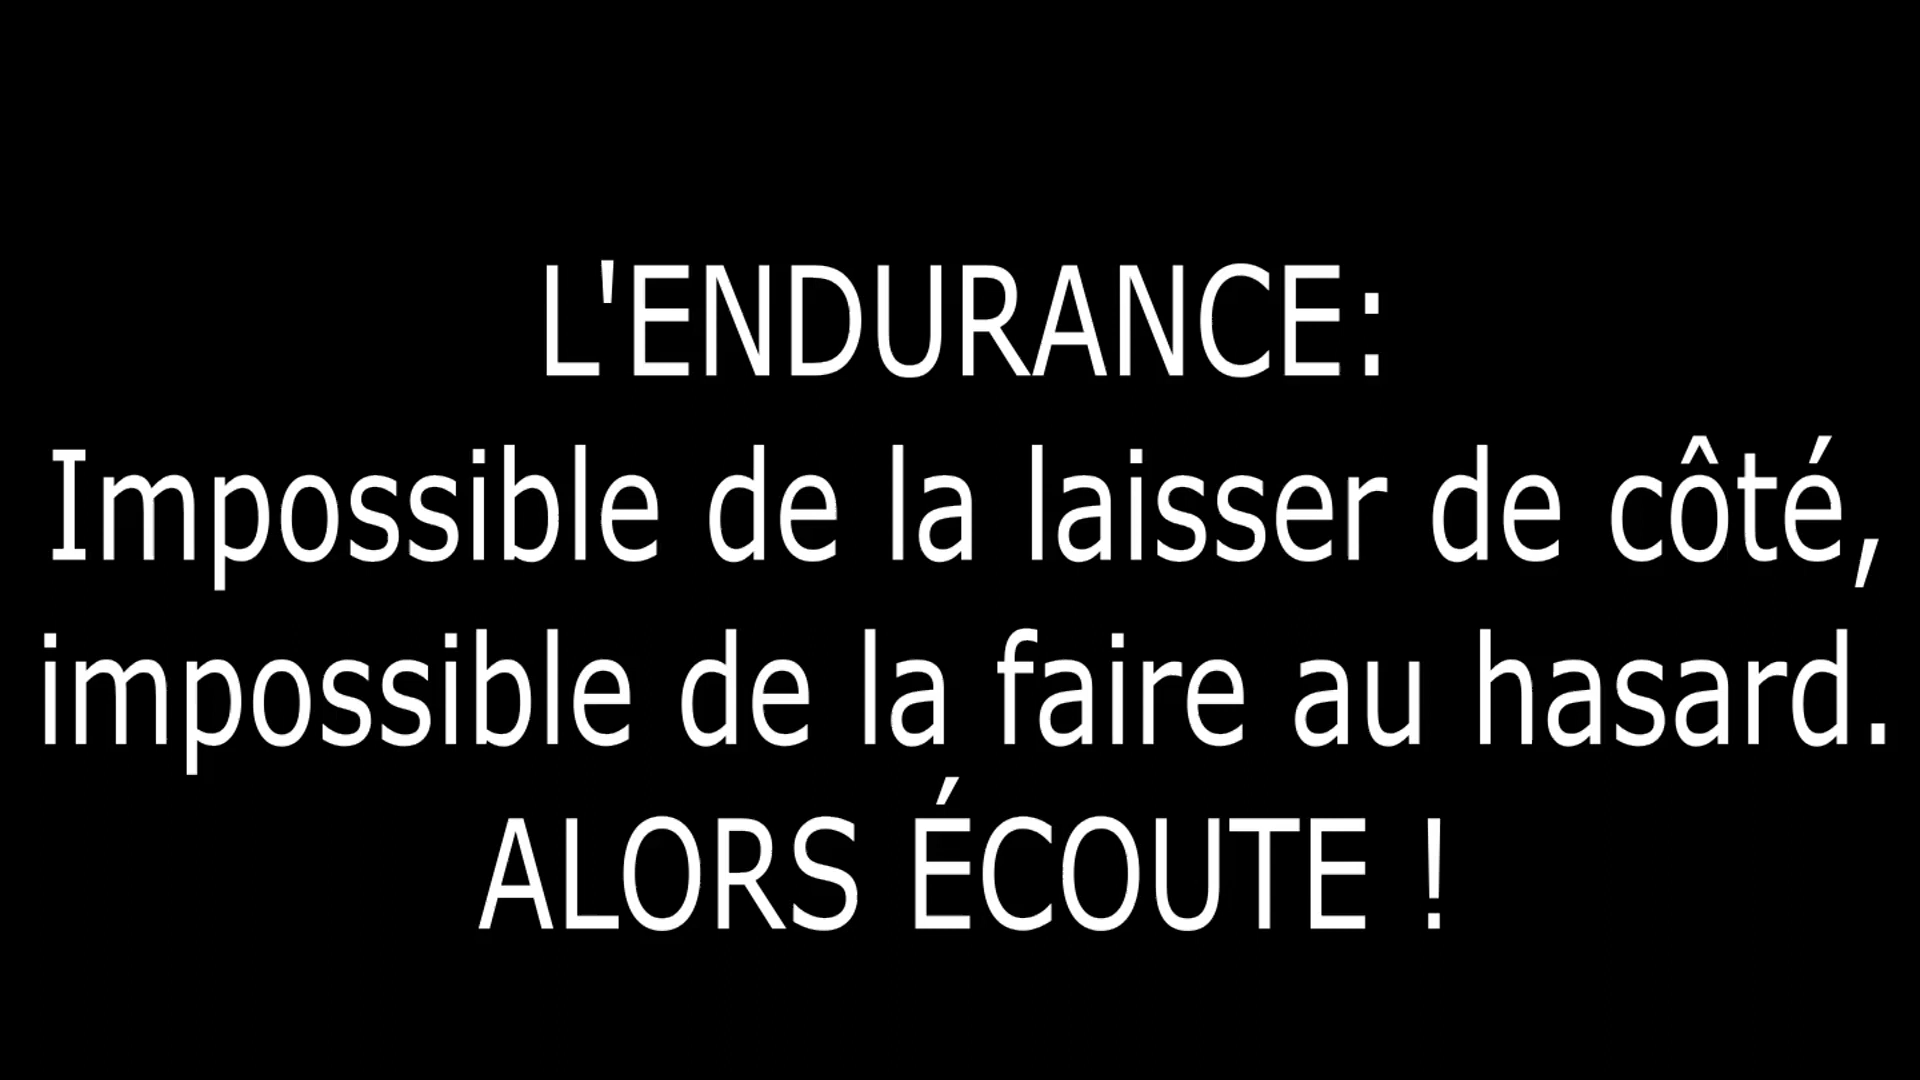 L'ENDURANCE:
Impossible de la laisser de côté,
impossible de la faire au hasard.
ALORS ÉCOUTE !